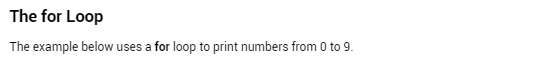 The for Loop
The example below uses a for loop to print numbers from 0 to 9.